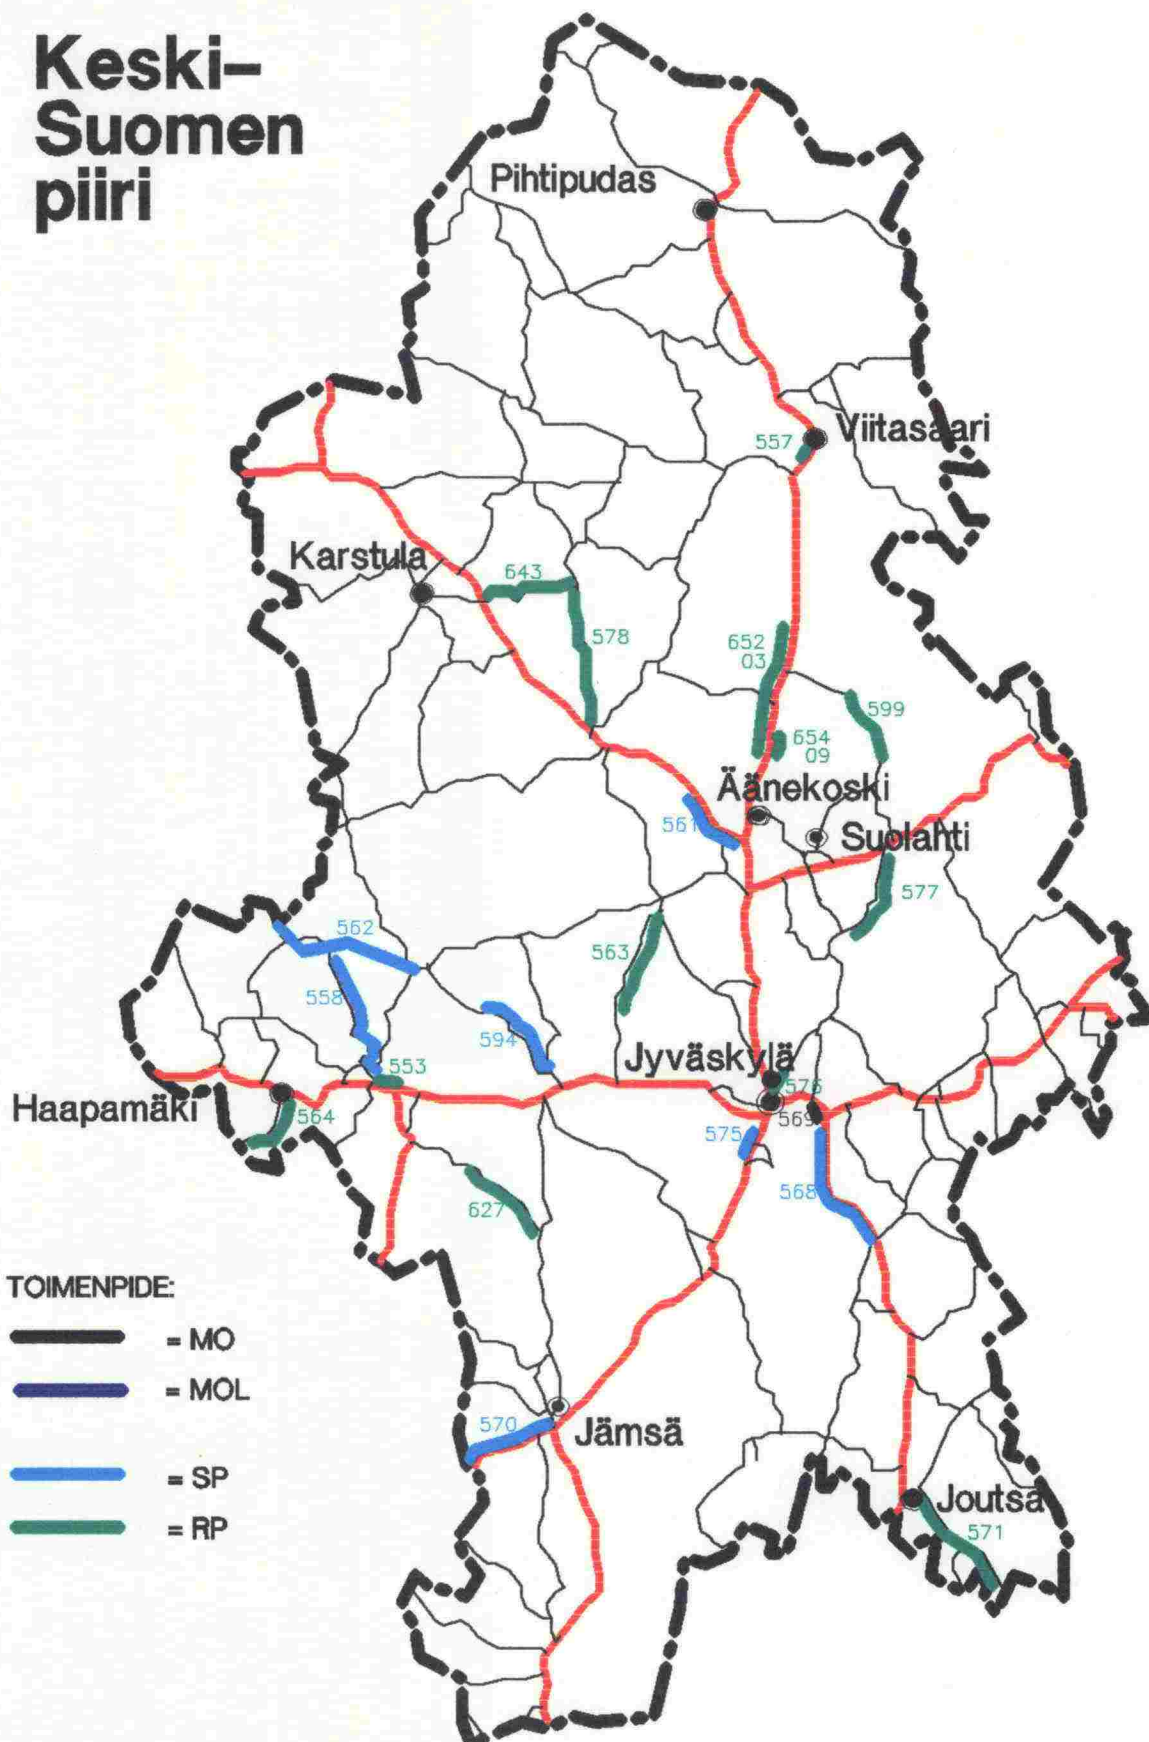 Keski-
Suomen
piiri
Pihtipudas
Viitasaari
557
Karstula
643
578
652
03
599
654
09
Äänekoski
561
Suolahti
577
562
563
558
594
Jyväskylä
553
576
Haapamäki
564
569
575
568
627
TOIMENPIDE:
= MO
= MOL
570
Jämsä
= SP
Joutsa
= RP
571